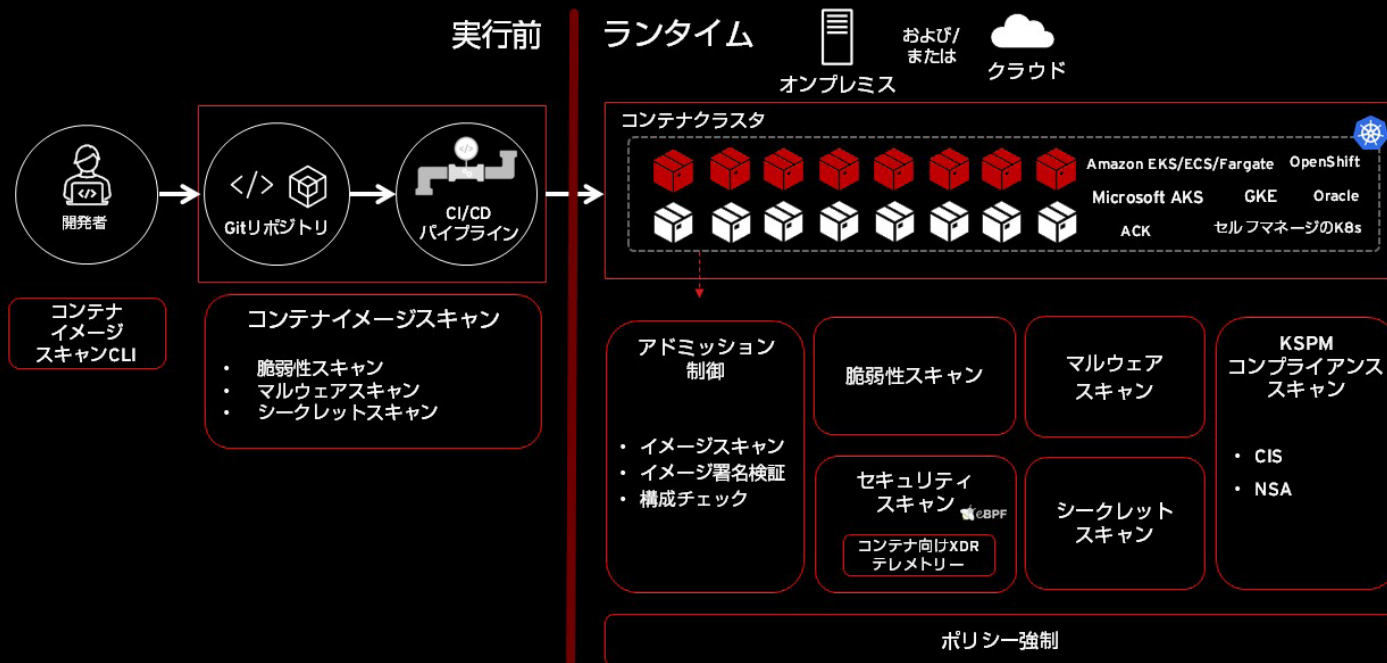 実行前
ランタイム
オンプレミス
および/
または
クラウド
開発者
</>
Gitリポジトリ
</>
CI/CD
パイプライン
コンテナクラスタ
Amazon EKS/ECS/Fargate
OpenShift
Microsoft AKS
GKE
Oracle
ACK
セルフマネージのK8s
コンテナ
イメージ
スキャンCLI
コンテナイメージスキャン
• 脆弱性スキャン
• マルウェアスキャン
• シークレットスキャン
アドミッション
制御
• イメージスキャン
• イメージ署名検証
• 構成チェック
脆弱性スキャン
マルウェア
スキャン
KSPM
コンプライアンス
スキャン
• CIS
• NSA
セキュリティ
スキャン
eBPF
コンテナ向けXDR
テレメトリー
シークレット
スキャン
ポリシー強制